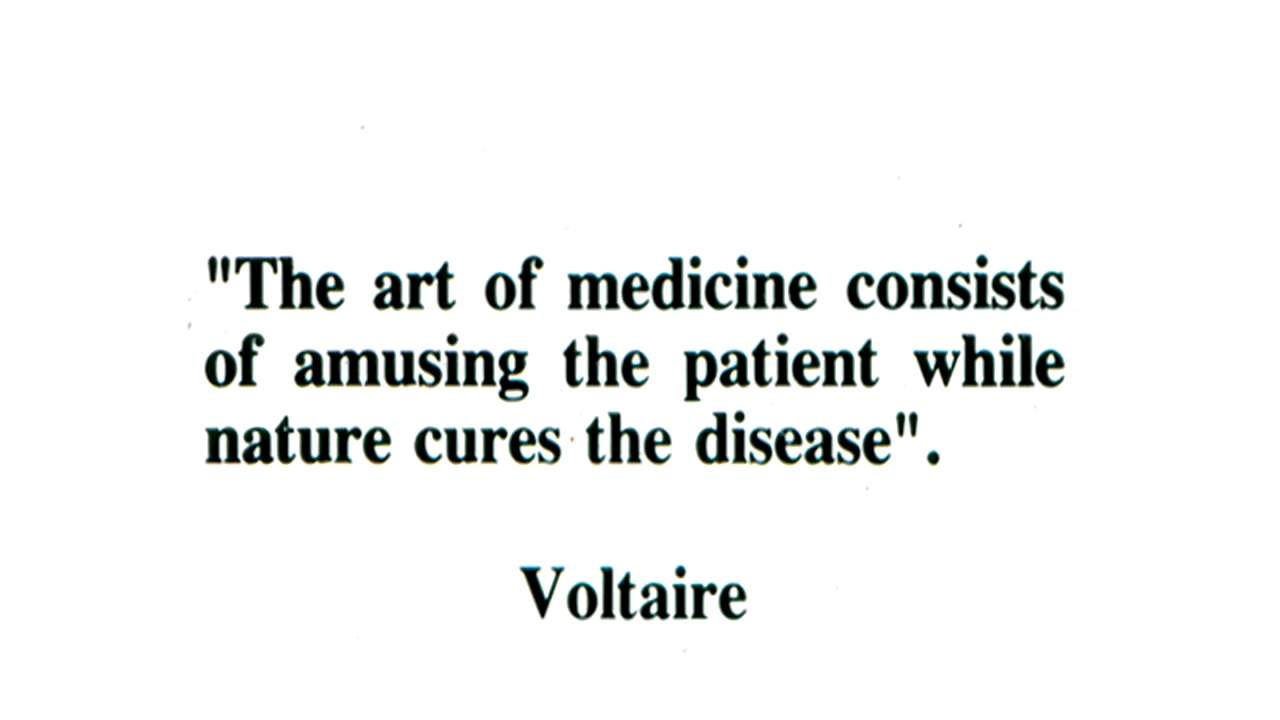 "The art of medicine consists
of amusing the patient while
nature cures the disease".
Voltaire